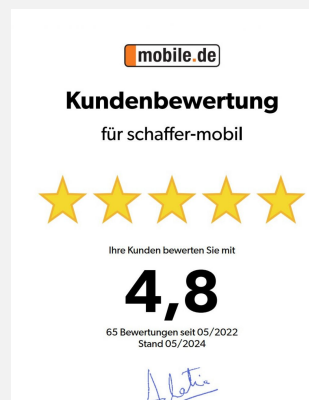 mobile.de
Kundenbewertung
für schaffer-mobil
Ihre Kunden bewerten Sie mit
4,8
65 Bewertungen seit 05/2022
Stand 05/2024